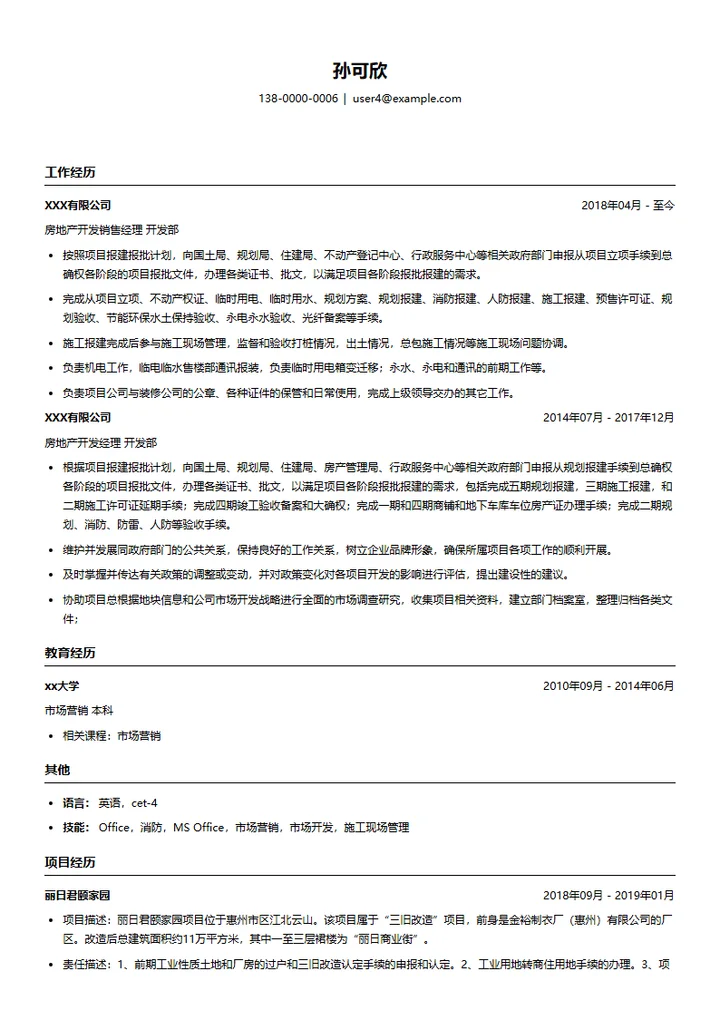 孙可欣
138-0000-0006 | user4@example.com
工作经历
XXX有限公司 2018年04月 - 至今
房地产开发销售经理 开发部
• 按照项目报建报批计划，向国土局、规划局、住建局、不动产登记中心、行政服务中心等相关政府部门申报从项目立项手续到总
确权各阶段的项目报批文件，办理各类证书、批文，以满足项目各阶段报批报建的需求。
• 完成从项目立项、不动产权证、临时用电、临时用水、规划方案、规划报建、消防报建、人防报建、施工报建、预售许可证、规
划验收、节能环保水土保持验收、永电永水验收、光纤备案等手续。
• 施工报建完成后参与施工现场管理，监督和验收打桩情况，出土情况，总包施工情况等施工现场问题协调。
• 负责机电工作，临电临水售楼部通讯报装，负责临时用电箱变迁移；永水、永电和通讯的前期工作等。
• 负责项目公司与装修公司的公章、各种证件的保管和日常使用，完成上级领导交办的其它工作。
XXX有限公司 2014年07月 - 2017年12月
房地产开发经理 开发部
• 根据项目报建报批计划，向国土局、规划局、住建局、房产管理局、行政服务中心等相关政府部门申报从规划报建手续到总确权
各阶段的项目报批文件，办理各类证书、批文，以满足项目各阶段报批报建的需求，包括完成五期规划报建，三期施工报建，和
二期施工许可证延期手续；完成四期竣工验收备案和大确权；完成一期和四期商铺和地下车库车位房产证办理手续；完成二期规
划、消防、防雷、人防等验收手续。
• 维护并发展同政府部门的公共关系，保持良好的工作关系，树立企业品牌形象，确保所属项目各项工作的顺利开展。
• 及时掌握并传达有关政策的调整或变动，并对政策变化对各项目开发的影响进行评估，提出建设性的建议。
• 协助项目总根据地块信息和公司市场开发战略进行全面的市场调查研究，收集项目相关资料，建立部门档案室，整理归档各类文
件；
教育经历
xx大学 2010年09月 - 2014年06月
市场营销 本科
• 相关课程：市场营销
其他
• 语言： 英语，cet-4
• 技能： Office，消防，MS Office，市场营销，市场开发，施工现场管理
项目经历
丽日君颐家园 2018年09月 - 2019年01月
• 项目描述：丽日君颐家园项目位于惠州市区江北云山。该项目属于“三旧改造”项目，前身是金裕制衣厂（惠州）有限公司的厂
区。改造后总建筑面积约11万平方米，其中一至三层裙楼为“丽日商业街”。
• 责任描述：1、前期工业性质土地和厂房的过户和三旧改造认定手续的申报和认定。2、工业用地转商住用地手续的办理。3、项